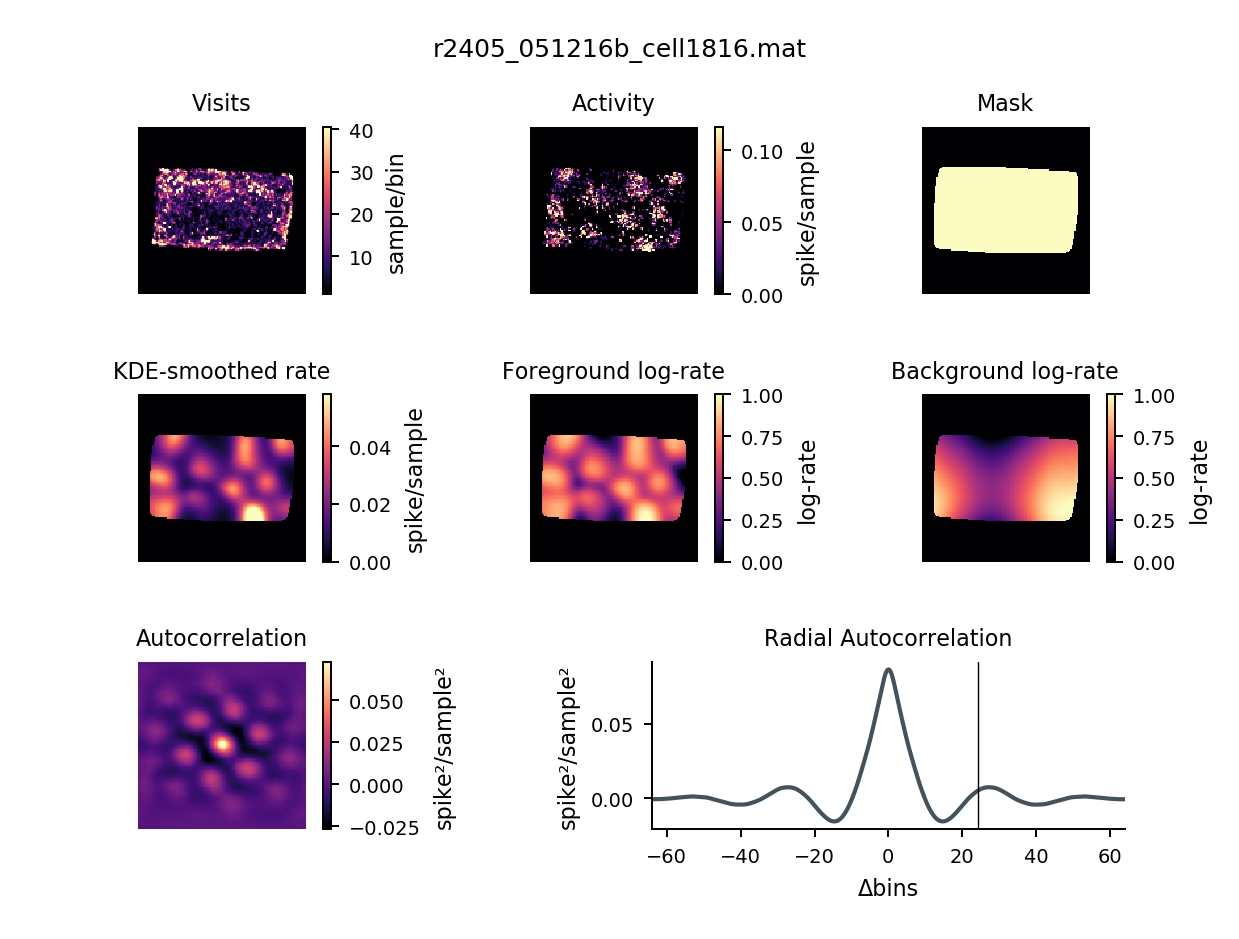 r2405_051216b_cell1816.mat
Visits
Activity
Mask
40
30
20
10
sample/bin
0.10
0.05
0.00
spike/sample
KDE-smoothed rate
Foreground log-rate
Background log-rate
0.04
0.02
0.00
spike/sample
1.00
0.75
0.50
0.25
0.00
log-rate
1.00
0.75
0.50
0.25
0.00
log-rate
Autocorrelation
Radial Autocorrelation
0.050
0.025
0.000
−0.025
spike²/sample²
spike²/sample²
0.05
0.00
−60 −40 −20 0 20 40 60
Δbins